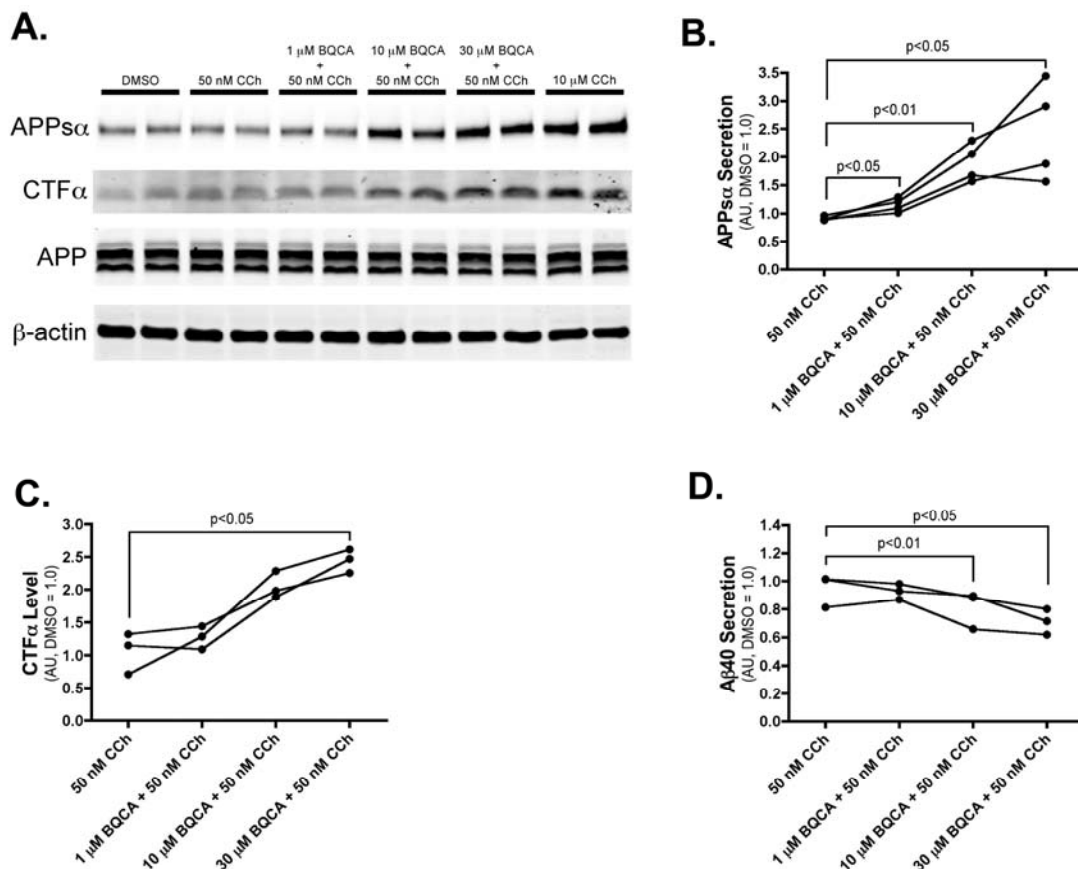 A.
DMSO
50 nM CCh
1 μM BQCA
+
50 nM CCh
10 μM BQCA
+
50 nM CCh
30 μM BQCA
+
50 nM CCh
10 μM CCh
APPsα
CTFα
APP
β-actin
B.
APPsα Secretion
(AU, DMSO = 1.0)
3.5
3.0
2.5
2.0
1.5
1.0
0.5
0.0
p<0.05
p<0.01
p<0.05
50 nM CCh
1 μM BQCA + 50 nM CCh
10 μM BQCA + 50 nM CCh
30 μM BQCA + 50 nM CCh
C.
CTFα Level
(AU, DMSO = 1.0)
3.0
2.5
2.0
1.5
1.0
0.5
0.0
p<0.05
50 nM CCh
1 μM BQCA + 50 nM CCh
10 μM BQCA + 50 nM CCh
30 μM BQCA + 50 nM CCh
D.
Aβ40 Secretion
(AU, DMSO = 1.0)
1.4
1.2
1.0
0.8
0.6
0.4
0.2
0.0
p<0.05
p<0.01
50 nM CCh
1 μM BQCA + 50 nM CCh
10 μM BQCA + 50 nM CCh
30 μM BQCA + 50 nM CCh